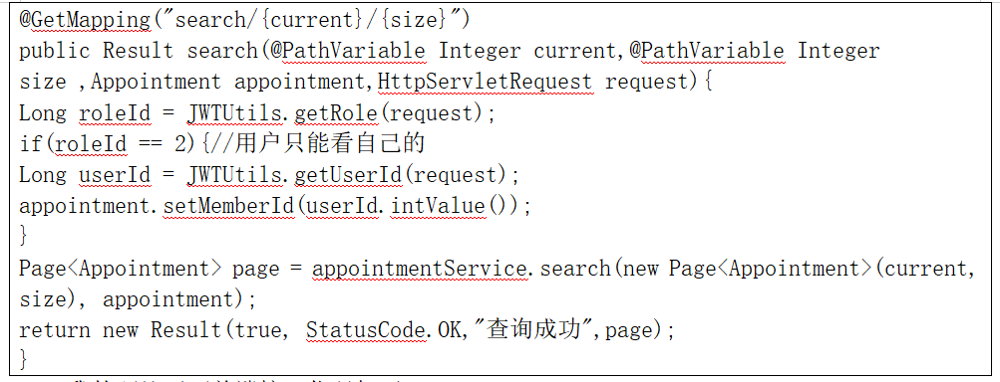 @GetMapping("search/{current}/{size}")
public Result search(@PathVariable Integer current,@PathVariable Integer
size ,Appointment appointment,HttpServletRequest request){
Long roleId = JWTUtils.getRole(request);
if(roleId == 2){//用户只能看自己的
Long userId = JWTUtils.getUserId(request);
appointment.setMemberId(userId.intValue());
}
Page<Appointment> page = appointmentService.search(new Page<Appointment>(current,
size), appointment);
return new Result(true, StatusCode.OK,"查询成功",page);
}